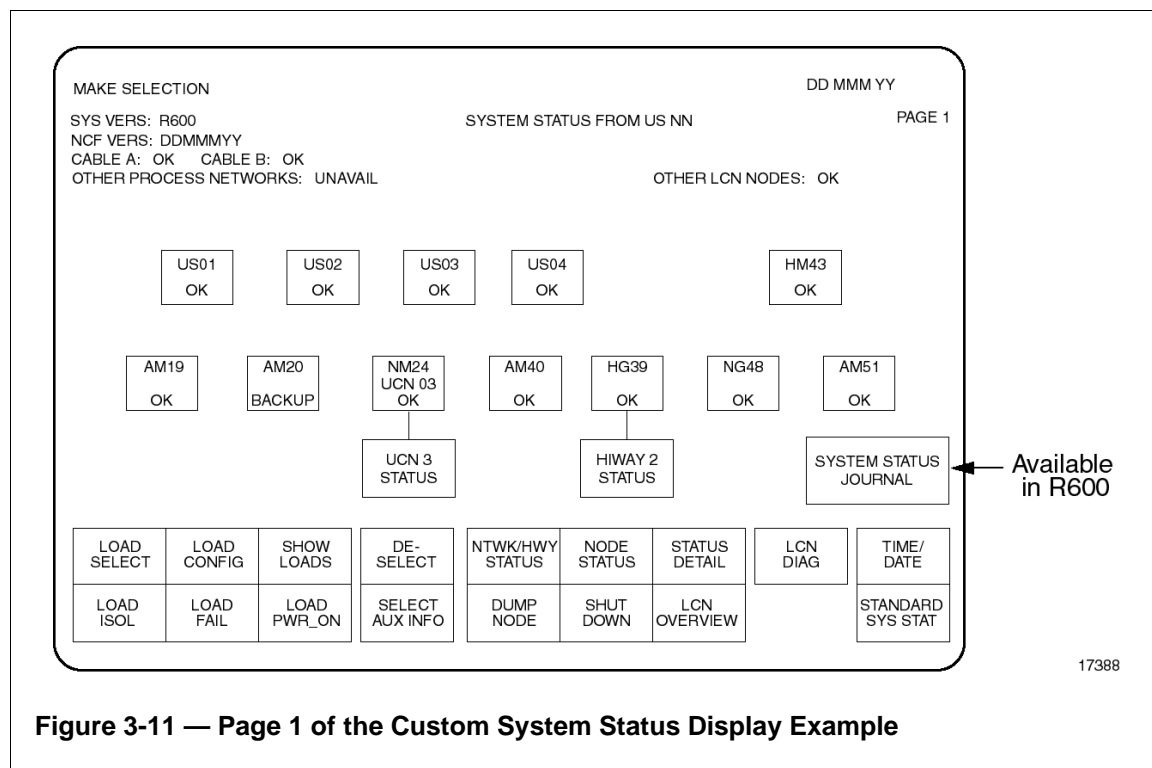 MAKE SELECTION DD MMM YY
SYS VERS: R600 SYSTEM STATUS FROM US NN PAGE 1
NCF VERS: DDMMMYY
CABLE A: OK CABLE B: OK
OTHER PROCESS NETWORKS: UNAVAIL OTHER LCN NODES: OK
US01 US02 US03 US04 HM43
OK OK OK OK OK
AM19 AM20 NM24 AM40 HG39 NG48 AM51
UCN 03
OK BACKUP OK OK OK OK OK
UCN 3 HIWAY 2 SYSTEM STATUS
STATUS STATUS JOURNAL
Available
in R600
LOAD LOAD SHOW DE- NTWK/HWY NODE STATUS LCN TIME/
SELECT CONFIG LOADS SELECT STATUS STATUS DETAIL DIAG DATE
LOAD LOAD LOAD SELECT DUMP SHUT LCN STANDARD
ISOL FAIL PWR_ON AUX INFO NODE DOWN OVERVIEW SYS STAT
17388
Figure 3-11 — Page 1 of the Custom System Status Display Example